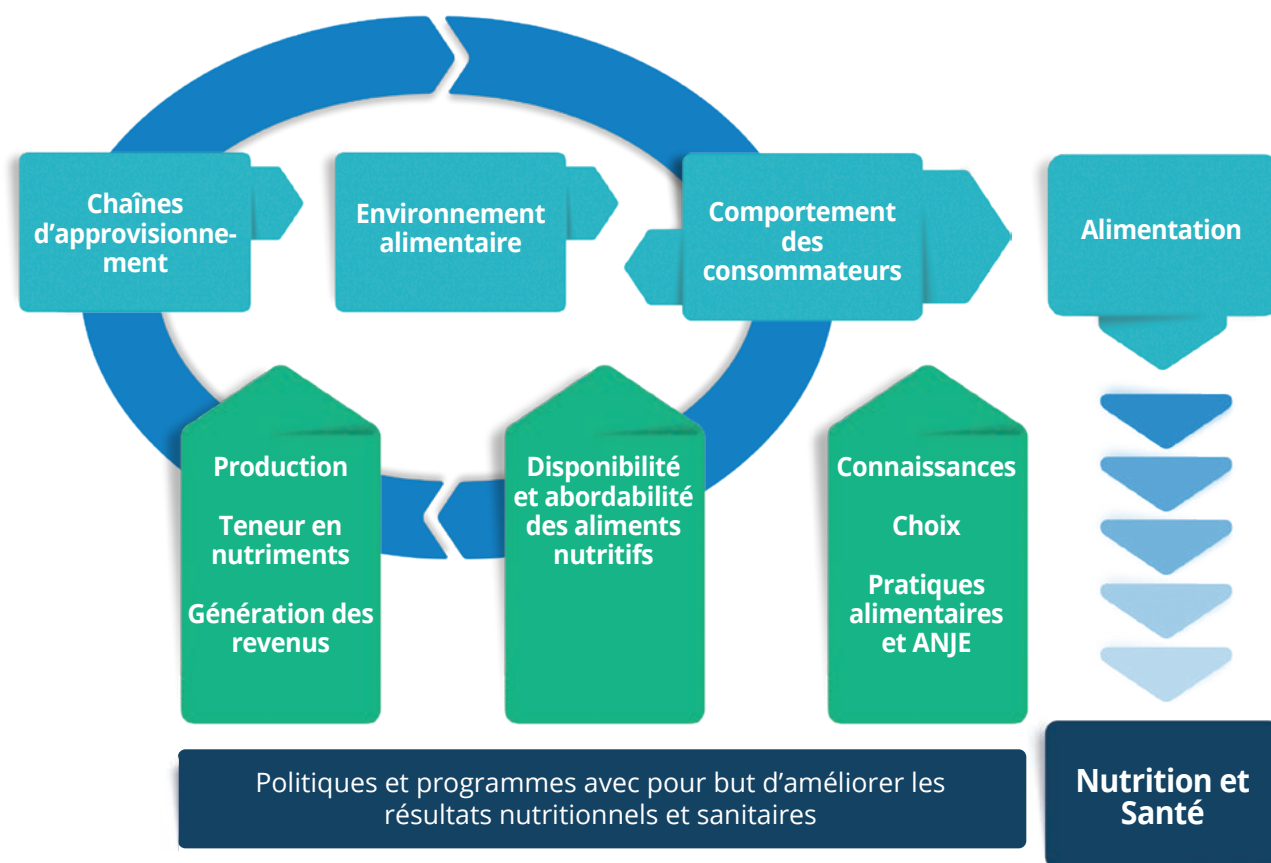 Chaînes
d'approvisionne-
ment
Environnement
alimentaire
Comportement
des
consommateurs
Alimentation
Production
Teneur en
nutriments
Génération des
revenus
Disponibilité
et abordabilité
des aliments
nutritifs
Connaissances
Choix
Pratiques
alimentaires
et ANJE
Politiques et programmes avec pour but d'améliorer les
résultats nutritionnels et sanitaires
Nutrition et
Santé